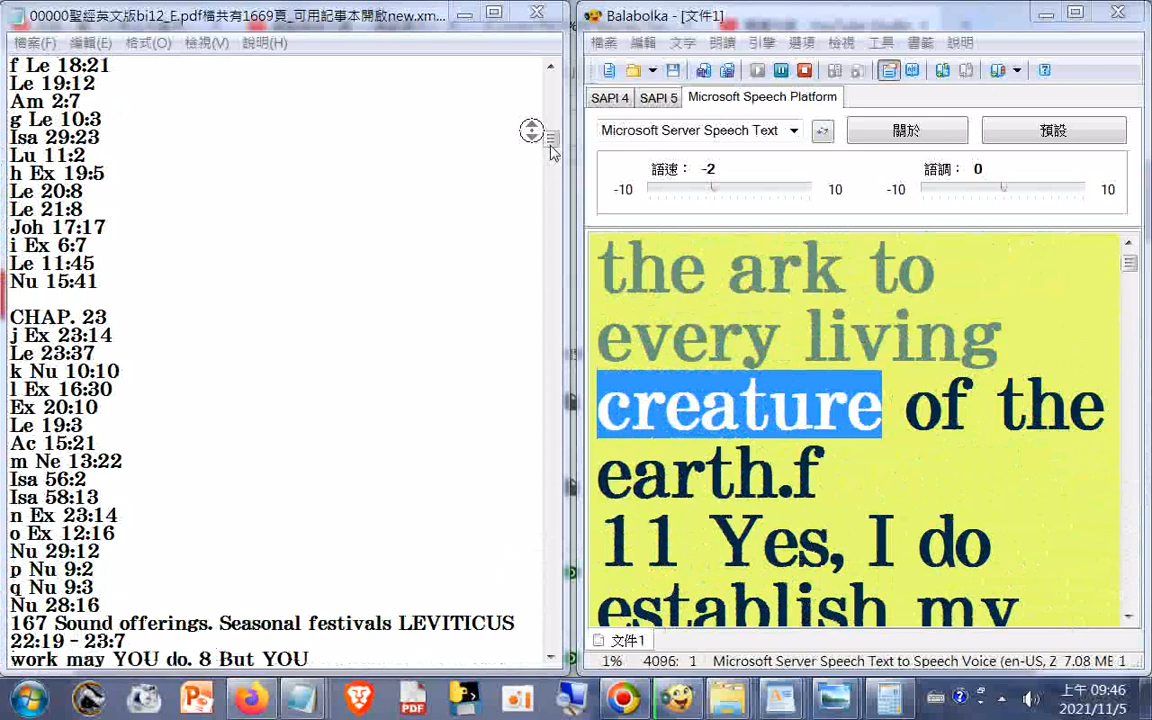 00000聖經英文版bi12_E.pdf檔共有1669頁_可用記事本開啟new.xm...
檔案(F) 編輯(E) 格式(O) 檢視(V) 說明(H)
f Le 18:21
Le 19:12
Am 2:7
g Le 10:3
Isa 29:23
Lu 11:2
h Ex 19:5
Le 20:8
Le 21:8
Joh 17:17
i Ex 6:7
Le 11:45
Nu 15:41
CHAP. 23
j Ex 23:14
Le 23:37
k Nu 10:10
l Ex 16:30
Ex 20:10
Le 19:3
Ac 15:21
m Ne 13:22
Isa 56:2
Isa 58:13
n Ex 23:14
o Ex 12:16
Nu 29:12
p Nu 9:2
q Nu 9:3
Nu 28:16
167 Sound offerings. Seasonal festivals LEVITICUS
22:19 - 23:7
work may YOU do. 8 But YOU
Balabolka - [文件1]
檔案 編輯 文字 朗讀 引擎 選項 檢視 工具 書籤 說明
SAPI 4 SAPI 5 Microsoft Speech Platform
Microsoft Server Speech Text 關於 預設
語速： -2 語調： 0
-10 10 -10 10
the ark to
every living
creature of the
earth.f
11 Yes, I do
establish my
文件1
1% 4096: 1 Microsoft Server Speech Text to Speech Voice (en-US, Z 7.08 ME 1
上午 09:46
2021/11/5